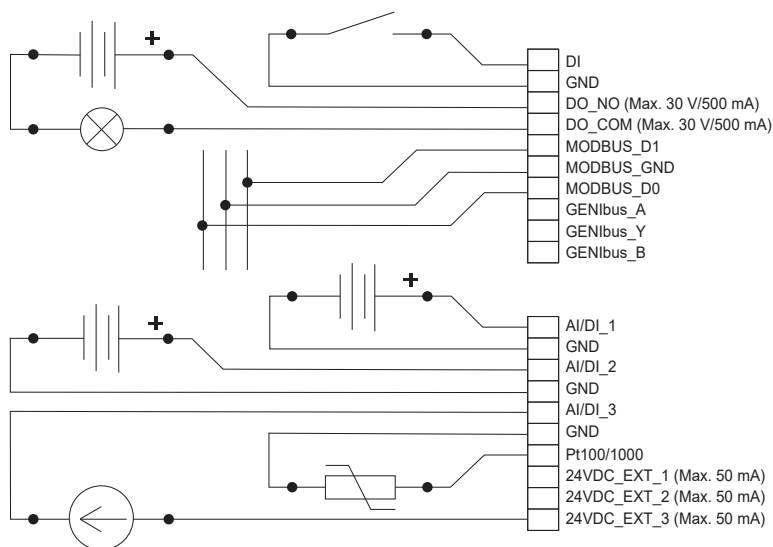 +
DI
GND
DO_NO (Max. 30 V/500 mA)
DO_COM (Max. 30 V/500 mA)
MODBUS_D1
MODBUS_GND
MODBUS_D0
GENIbus_A
GENIbus_Y
GENIbus_B
+
+
AI/DI_1
GND
AI/DI_2
GND
AI/DI_3
GND
Pt100/1000
24VDC_EXT_1 (Max. 50 mA)
24VDC_EXT_2 (Max. 50 mA)
24VDC_EXT_3 (Max. 50 mA)